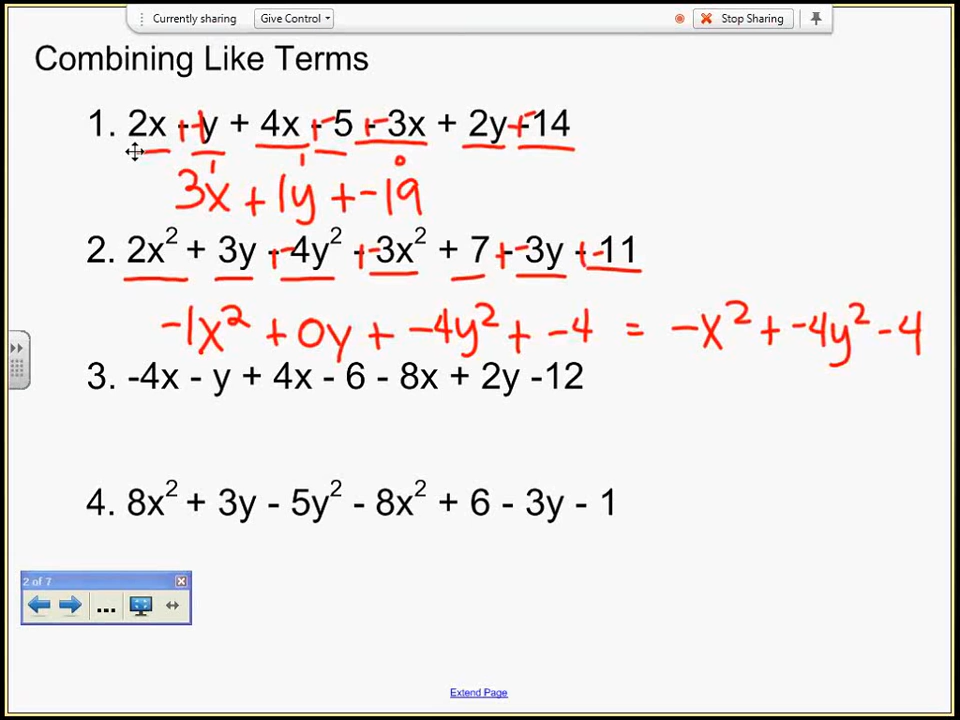 Currently sharing Give Control Stop Sharing
Combining Like Terms
1. 2x - y + 4x - 5 - 3x + 2y -14
3x + 1y + -19
2. 2x² + 3y - 4y² - 3x² + 7 - 3y - 11
-1x² + 0y + -4y² + -4 = -x² + -4y² - 4
3. -4x - y + 4x - 6 - 8x + 2y -12
4. 8x² + 3y - 5y² - 8x² + 6 - 3y - 1
2 of 7
...
Extend Page